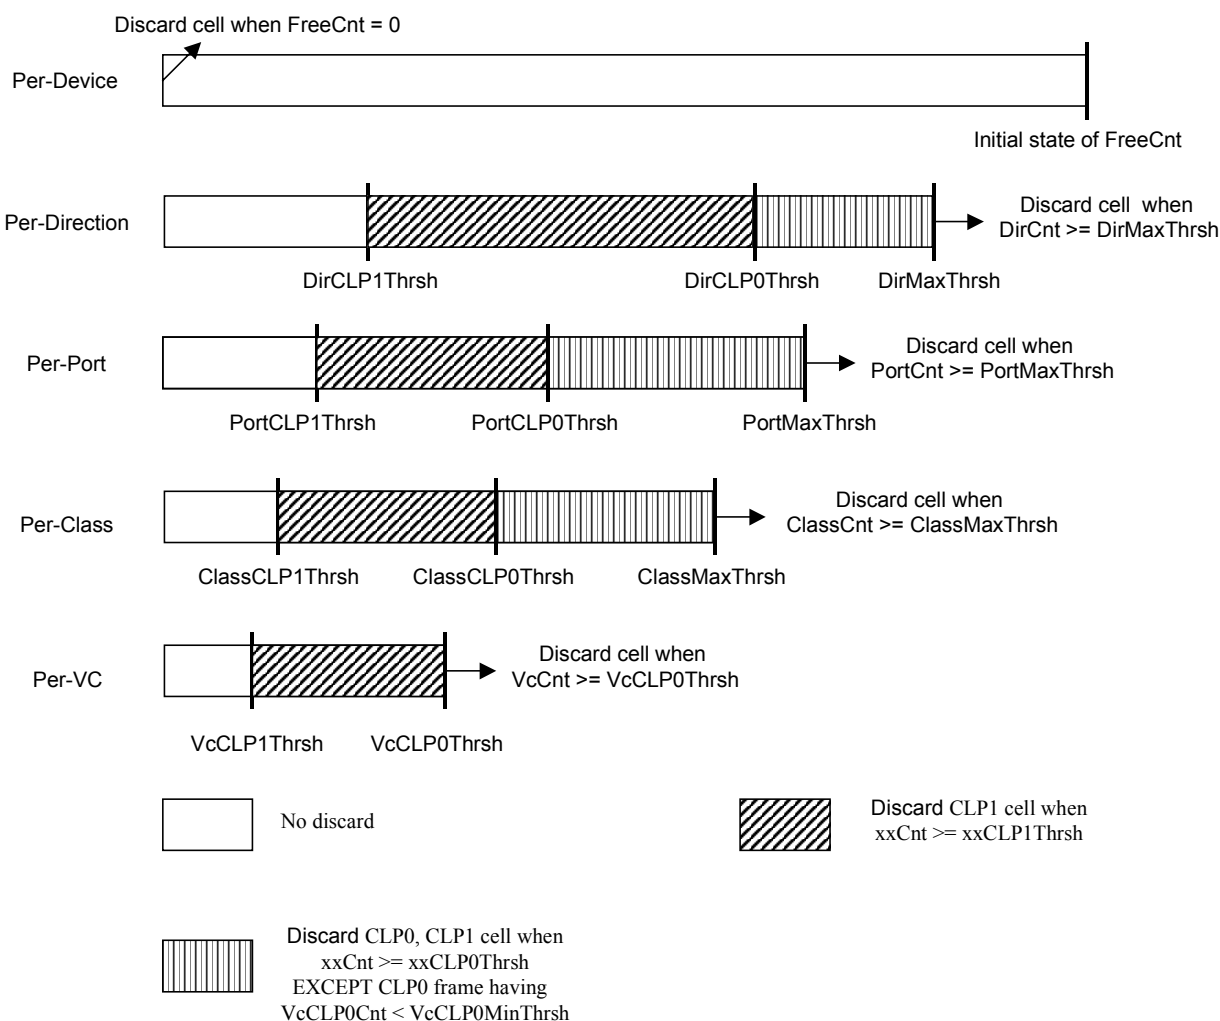 Discard cell when FreeCnt = 0
Per-Device
Initial state of FreeCnt
Per-Direction
Discard cell when
DirCnt >= DirMaxThrsh
DirCLP1Thrsh
DirCLP0Thrsh
DirMaxThrsh
Per-Port
Discard cell when
PortCnt >= PortMaxThrsh
PortCLP1Thrsh
PortCLP0Thrsh
PortMaxThrsh
Per-Class
Discard cell when
ClassCnt >= ClassMaxThrsh
ClassCLP1Thrsh
ClassCLP0Thrsh
ClassMaxThrsh
Per-VC
Discard cell when
VcCnt >= VcCLP0Thrsh
VcCLP1Thrsh
VcCLP0Thrsh
No discard
Discard CLP1 cell when
xxCnt >= xxCLP1Thrsh
Discard CLP0, CLP1 cell when
xxCnt >= xxCLP0Thrsh
EXCEPT CLP0 frame having
VcCLP0Cnt < VcCLP0MinThrsh